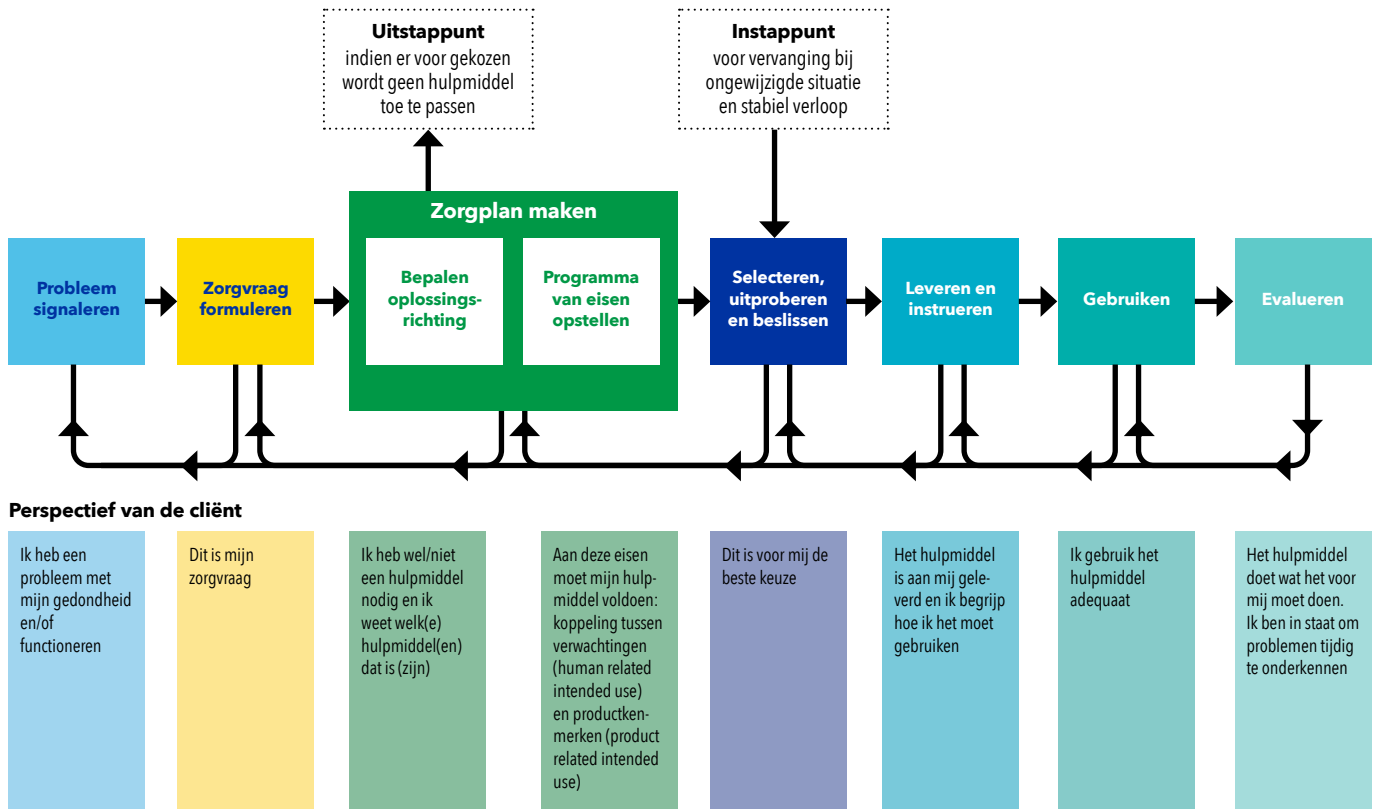 Uitstappunt
indien er voor gekozen
wordt geen hulpmiddel
toe te passen
Instappunt
voor vervanging bij
ongewijzigde situatie
en stabiel verloop
Zorgplan maken
Probleem
signaleren
Zorgvraag
formuleren
Bepalen
oplossings-
richting
Programma
van eisen
opstellen
Selecteren,
uitproberen
en beslissen
Leveren en
instrueren
Gebruiken
Evalueren
Perspectief van de cliënt
Ik heb een
probleem met
mijn gedondheid
en/of
functioneren
Dit is mijn
zorgvraag
Ik heb wel/niet
een hulpmiddel
nodig en ik
weet welk(e)
hulpmiddel(en)
dat is (zijn)
Aan deze eisen
moet mijn hulp-
middel voldoen:
koppeling tussen
verwachtingen
(human related
intended use)
en productken-
merken (product
related intended
use)
Dit is voor mij de
beste keuze
Het hulpmiddel
is aan mij gele-
verd en ik begrijp
hoe ik het moet
gebruiken
Ik gebruik het
hulpmiddel
adequaat
Het hulpmiddel
doet wat het voor
mij moet doen.
Ik ben in staat om
problemen tijdig
te onderkennen